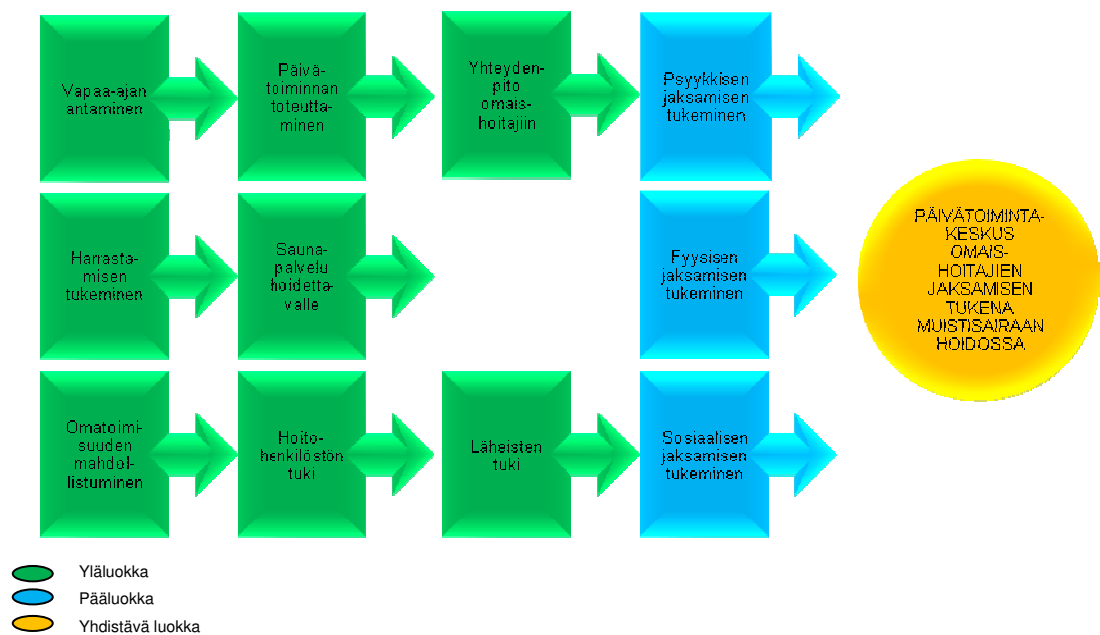 Vapaa-ajan
antaminen
Päivä-
toiminnan
toteutta-
minen
Yhteyden-
pito
omais-
hoitajiin
Psyykkisen
jaksamisen
tukeminen
Harrasta-
misen
tukeminen
Sauna-
palvelu
hoidetta-
valle
Fyysisen
jaksamisen
tukeminen
PÄIVÄTOIMINTA-
KESKUS
OMAIS-
HOITAJIEN
JAKSAMISEN
TUKENA
MUISTISAIRAAN
HOIDOSSA
Omatoimi-
suuden
mahdol-
listuminen
Hoito-
henkilöstön
tuki
Läheisten
tuki
Sosiaalisen
jaksamisen
tukeminen
Yläluokka
Pääluokka
Yhdistävä luokka